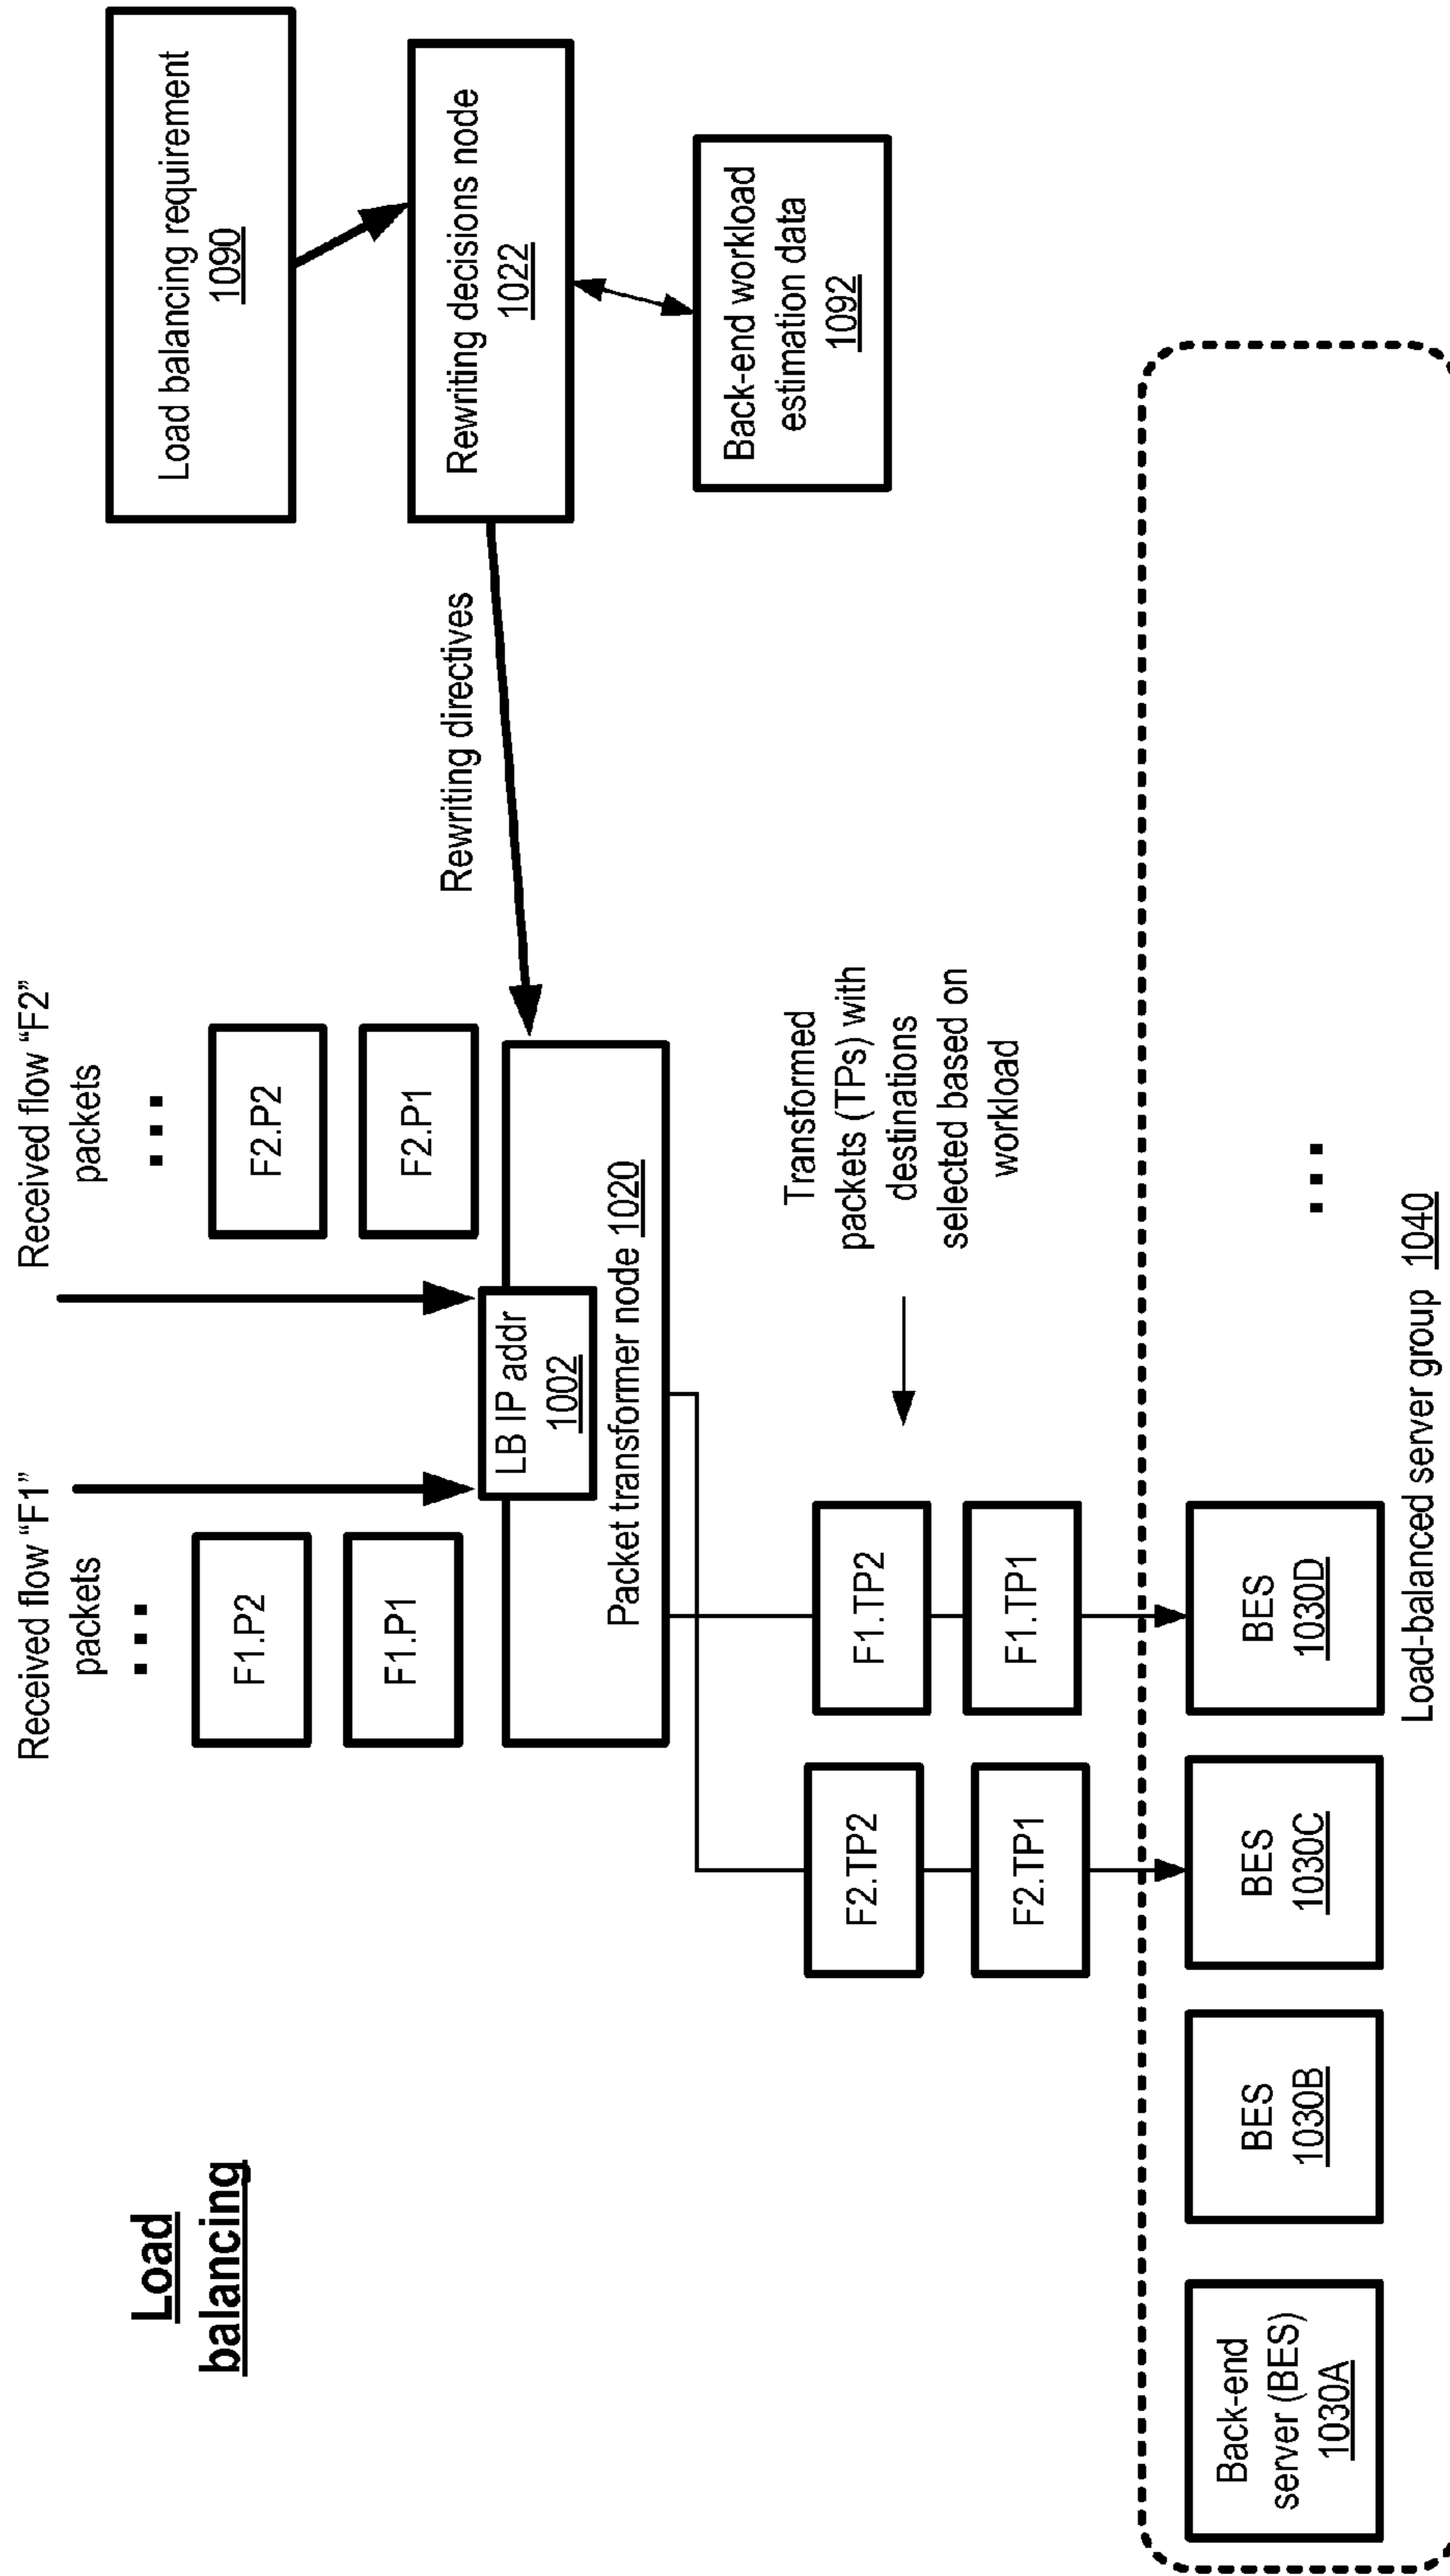 Load
balancing
Received flow “F1”
packets
...
F1.P2
F1.P1
Received flow “F2”
packets
...
F2.P2
F2.P1
Load balancing requirement
1090
Rewriting decisions node
1022
Back-end workload
estimation data
1092
Rewriting directives
LB IP addr
1002
Packet transformer node 1020
Transformed
packets (TPs) with
destinations
selected based on
workload
F2.TP2
F2.TP1
F1.TP2
F1.TP1
Back-end
server (BES)
1030A
BES
1030B
BES
1030C
BES
1030D
...
Load-balanced server group 1040